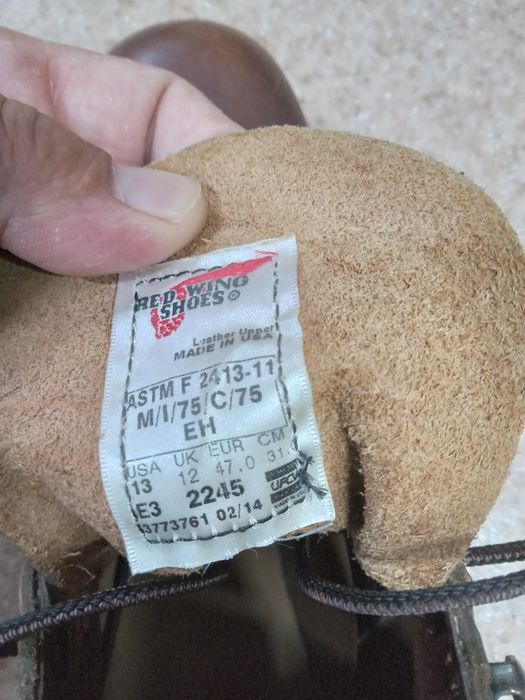 RED WING
SHOES®
Leather Upper
MADE IN USA
ASTM F 2413-11
M/I/75/C/75
EH
USA UK EUR CM
13 12 47.0 31.
E3 2245
3773761 02/14
UFCW